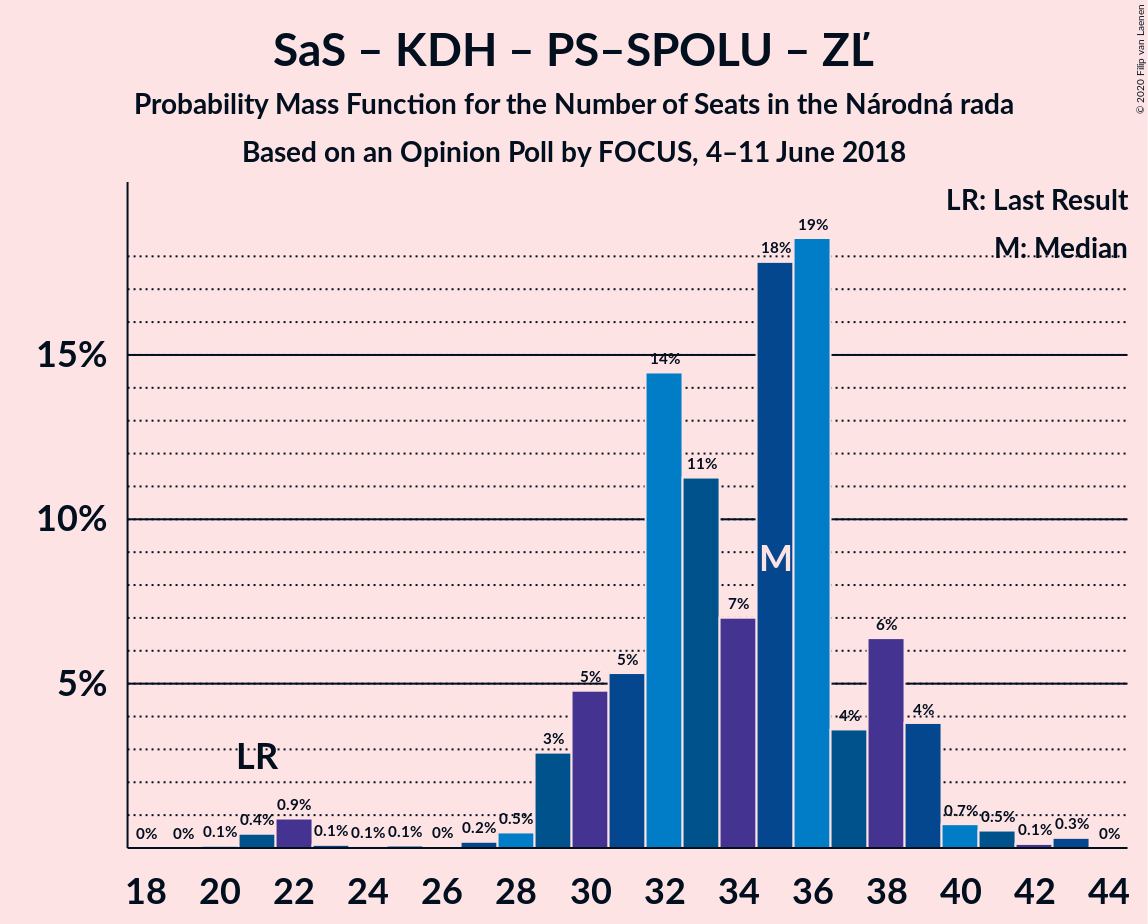 SaS – KDH – PS–SPOLU – ZĽ
Probability Mass Function for the Number of Seats in the Národná rada
Based on an Opinion Poll by FOCUS, 4–11 June 2018
© 2020 Filip van Laenen
LR: Last Result
M: Median
15%
10%
5%
0% 0% 0.1% 0.4% 0.9% 0.1% 0.1% 0.1% 0% 0.2% 0.5% 3% 5% 5% 14% 11% 7% 18% 19% 4% 6% 4% 0.7% 0.5% 0.1% 0.3% 0%
LR
M
18 20 22 24 26 28 30 32 34 36 38 40 42 44